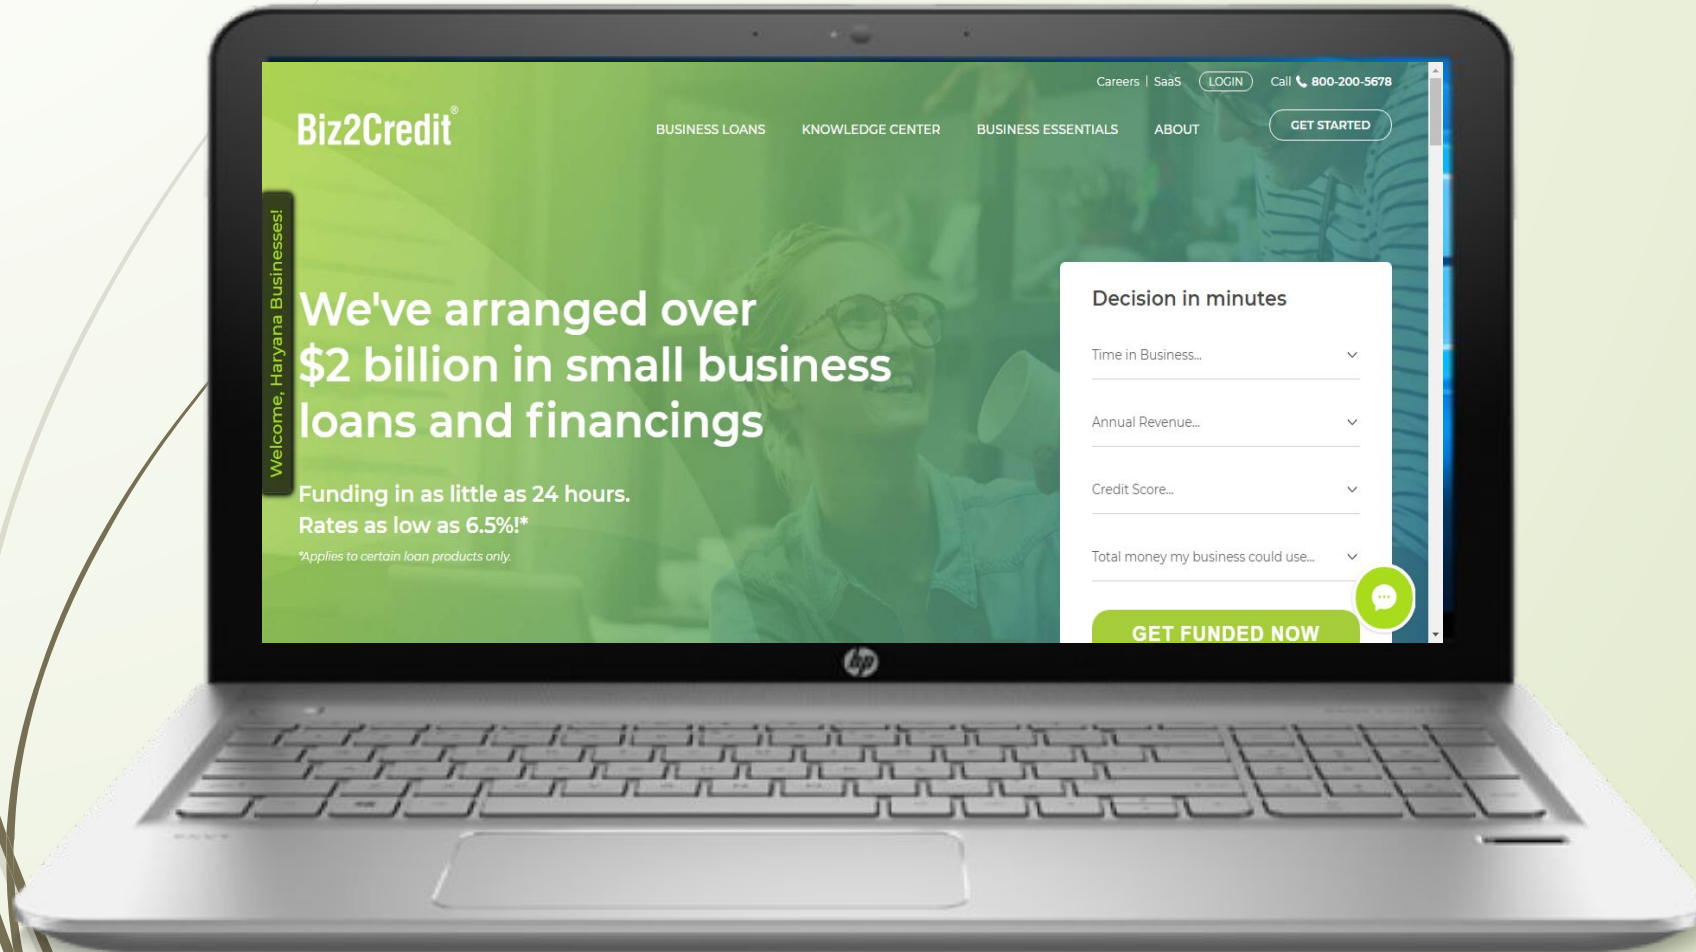 Careers | SaaS LOGIN Call 800-200-5678
Biz2Credit®
BUSINESS LOANS KNOWLEDGE CENTER BUSINESS ESSENTIALS ABOUT GET STARTED
Welcome, Haryana Businesses!
We've arranged over
$2 billion in small business
loans and financings
Funding in as little as 24 hours.
Rates as low as 6.5%!*
*Applies to certain loan products only.
Decision in minutes
Time in Business...
Annual Revenue...
Credit Score...
Total money my business could use...
GET FUNDED NOW
hp